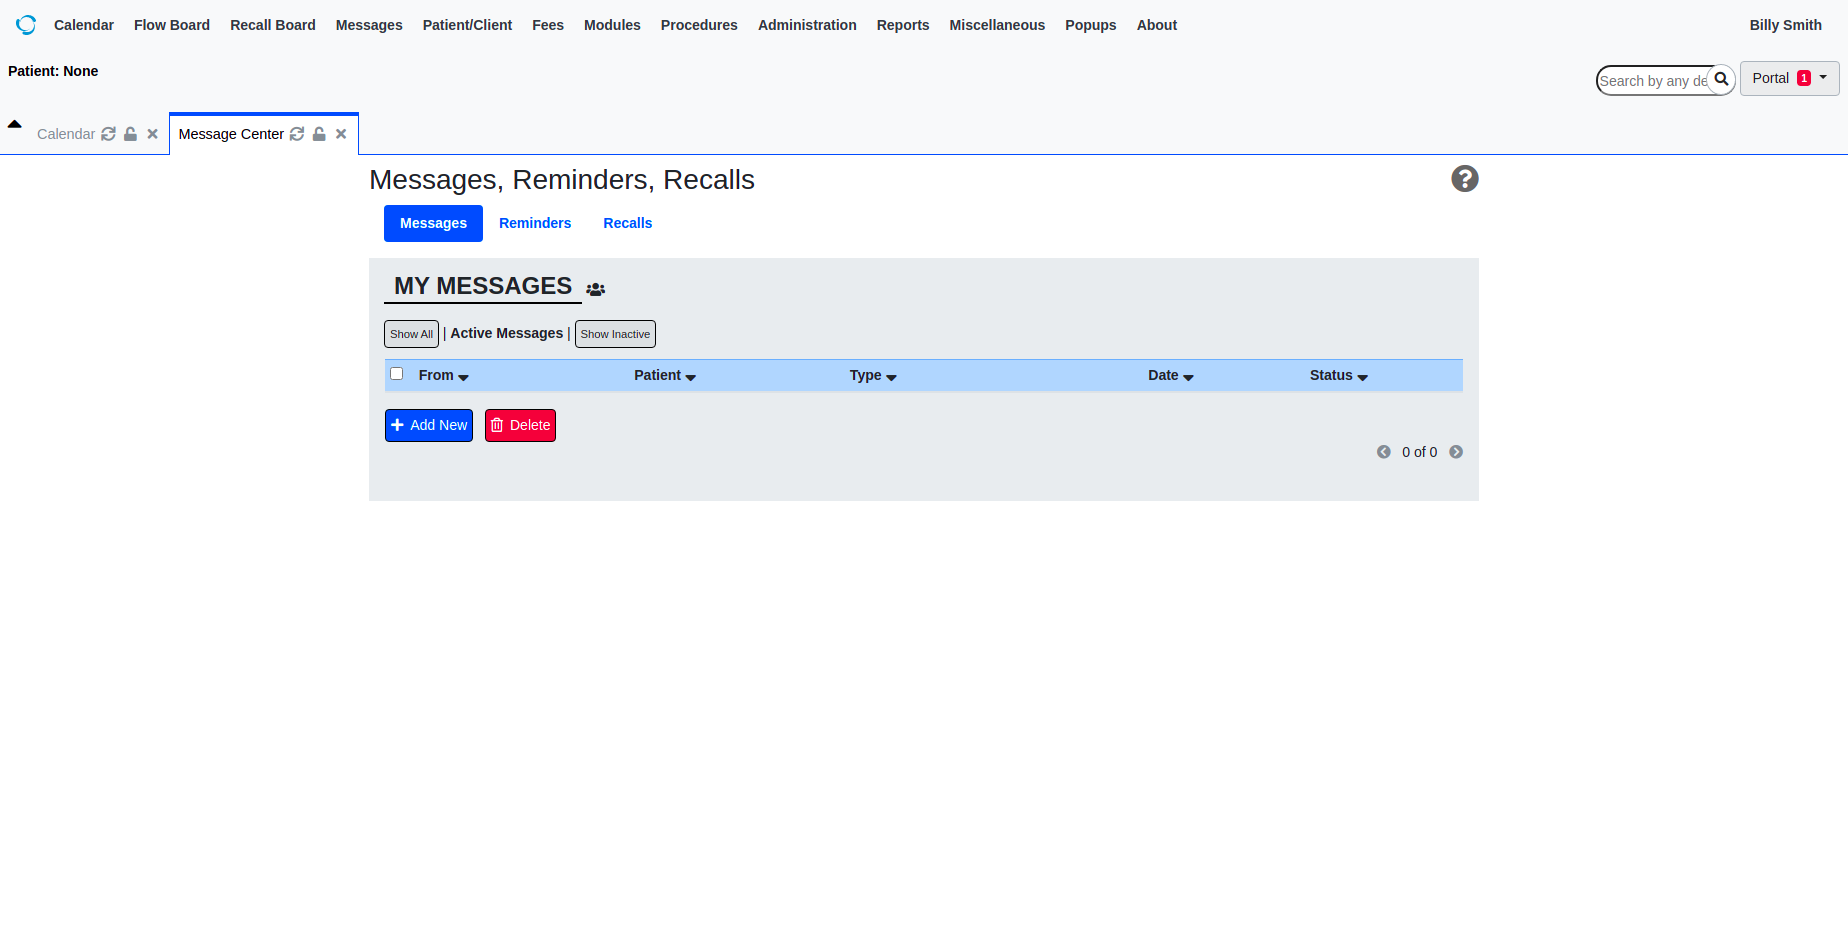 Calendar Flow Board Recall Board Messages Patient/Client Fees Modules Procedures Administration Reports Miscellaneous Popups About Billy Smith
Patient: None
Search by any de
Portal 1
Calendar Message Center
Messages, Reminders, Recalls
Messages Reminders Recalls
MY MESSAGES
Show All | Active Messages | Show Inactive
From Patient Type Date Status
Add New Delete
0 of 0